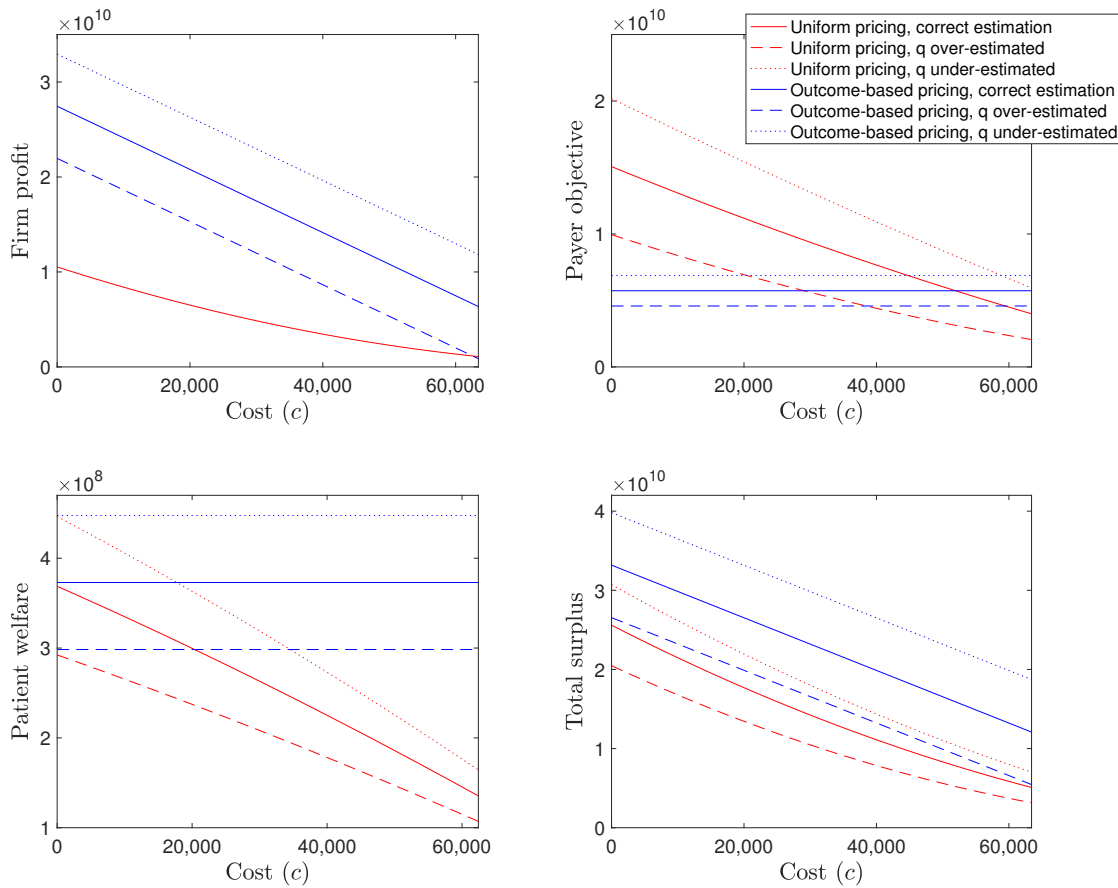 ×10^10
3
2
1
0
Firm profit
0
20,000
40,000
60,000
Cost (c)
×10^10
2
1
0
Payer objective
0
20,000
40,000
60,000
Cost (c)
Uniform pricing, correct estimation
Uniform pricing, q over-estimated
Uniform pricing, q under-estimated
Outcome-based pricing, correct estimation
Outcome-based pricing, q over-estimated
Outcome-based pricing, q under-estimated
×10^8
4
3
2
1
Patient welfare
0
20,000
40,000
60,000
Cost (c)
×10^10
4
3
2
1
0
Total surplus
0
20,000
40,000
60,000
Cost (c)